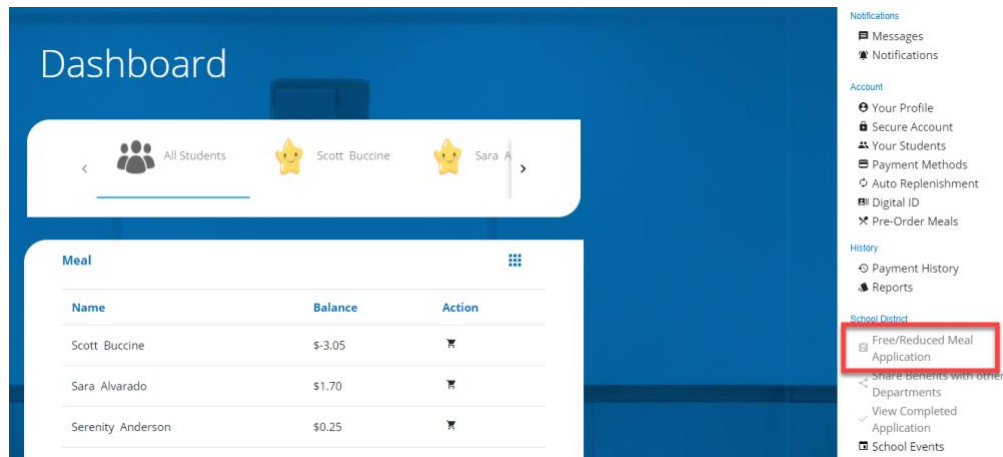 Dashboard
All Students
Scott Buccine
Sara A
Meal
Name Balance Action
Scott Buccine $-3.05
Sara Alvarado $1.70
Serenity Anderson $0.25
Notifications
Messages
Notifications
Account
Your Profile
Secure Account
Your Students
Payment Methods
Auto Replenishment
Digital ID
Pre-Order Meals
History
Payment History
Reports
School District
Free/Reduced Meal
Application
Share Benefits with other
Departments
View Completed
Application
School Events